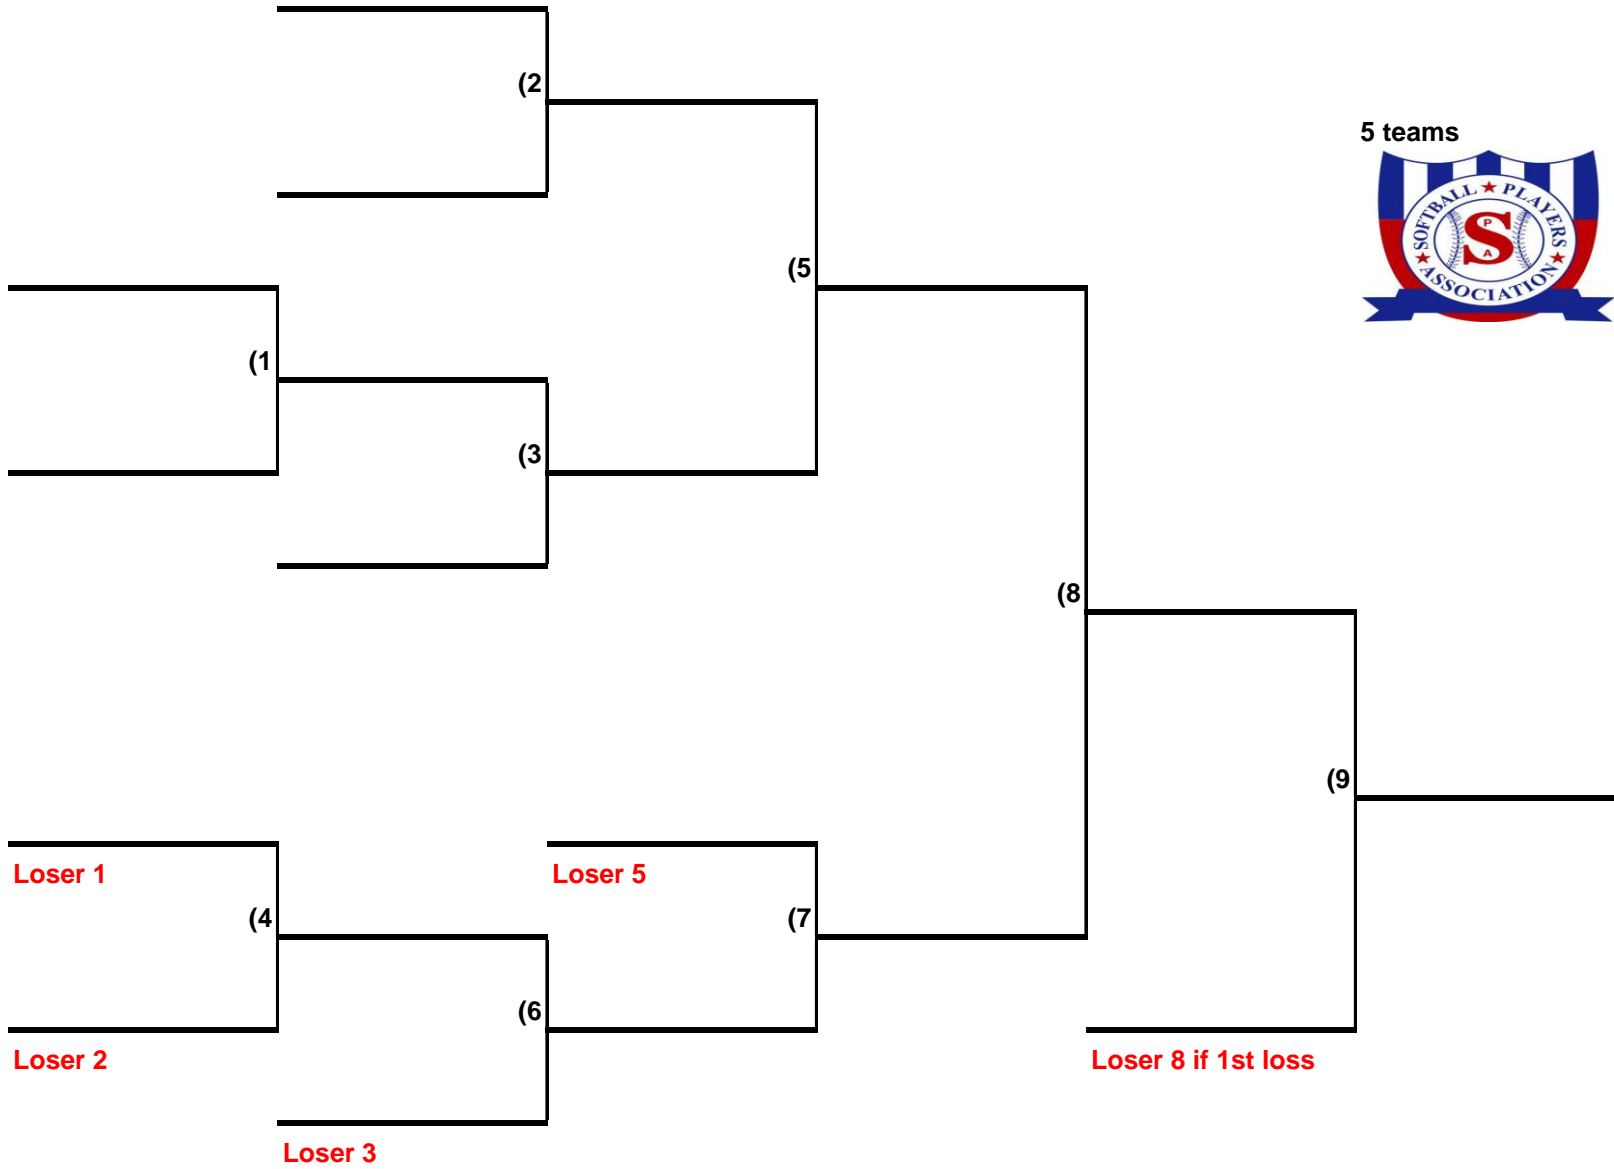 (2
5 teams
SOFTBALL PLAYERS
P
S
A
ASSOCIATION
(5
(1
(3
(8
(9
Loser 1
Loser 5
(4
(7
(6
Loser 2
Loser 8 if 1st loss
Loser 3